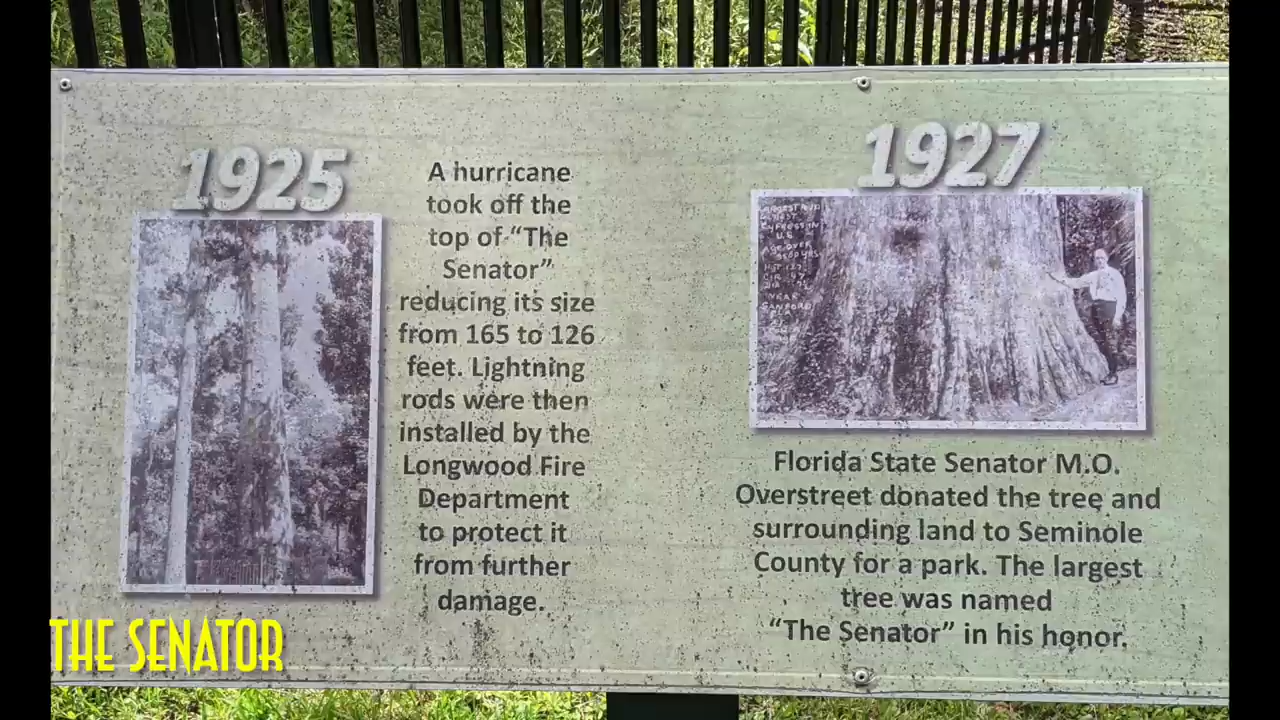 1925
A hurricane
took off the
top of “The
Senator”
reducing its size
from 165 to 126
feet. Lightning
rods were then
installed by the
Longwood Fire
Department
to protect it
from further
damage.
1927
U.S.
SANFORD
Florida State Senator M.O.
Overstreet donated the tree and
surrounding land to Seminole
County for a park. The largest
tree was named
“The Senator” in his honor.
THE SENATOR